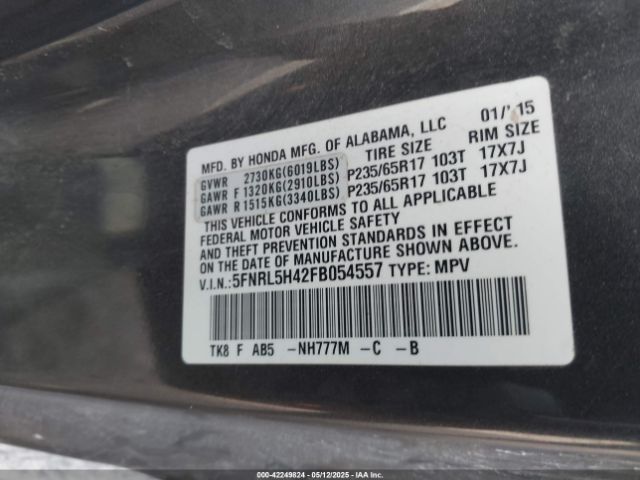 MFD. BY HONDA MFG. OF ALABAMA, LLC 01/15
TIRE SIZE RIM SIZE
GVWR 2730KG(6019LBS)
GAWR F 1320KG(2910LBS) P235/65R17 103T 17X7J
GAWR R 1515KG(3340LBS) P235/65R17 103T 17X7J
THIS VEHICLE CONFORMS TO ALL APPLICABLE
FEDERAL MOTOR VEHICLE SAFETY
AND THEFT PREVENTION STANDARDS IN EFFECT
ON THE DATE OF MANUFACTURE SHOWN ABOVE.
V.I.N.:5FNRL5H42FB054557 TYPE: MPV
TK8 F AB5 -NH777M -C -B
000-42249824 - 05/12/2025 - IAA Inc.